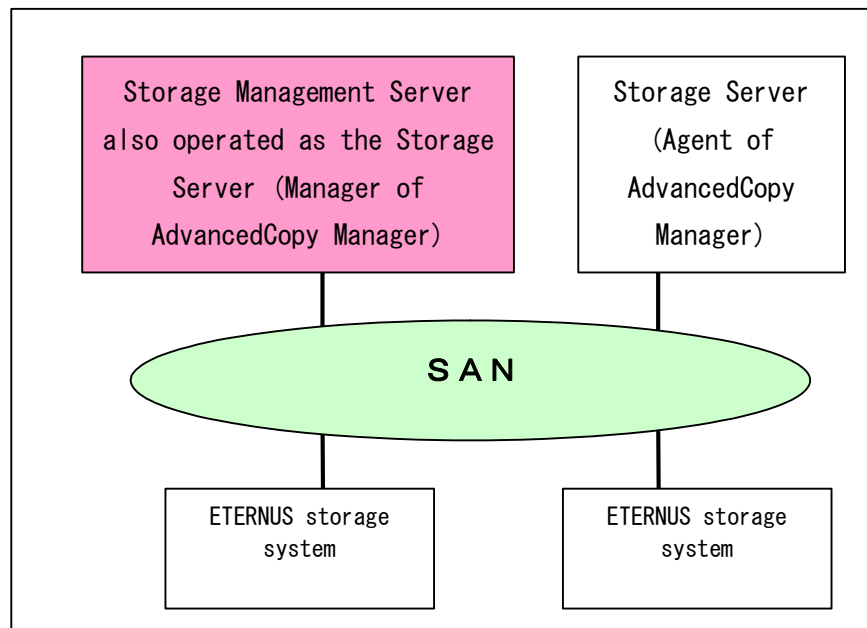 Storage Management Server
also operated as the Storage
Server (Manager of
AdvancedCopy Manager)
Storage Server
(Agent of
AdvancedCopy
Manager)
SAN
ETERNUS storage
system
ETERNUS storage
system